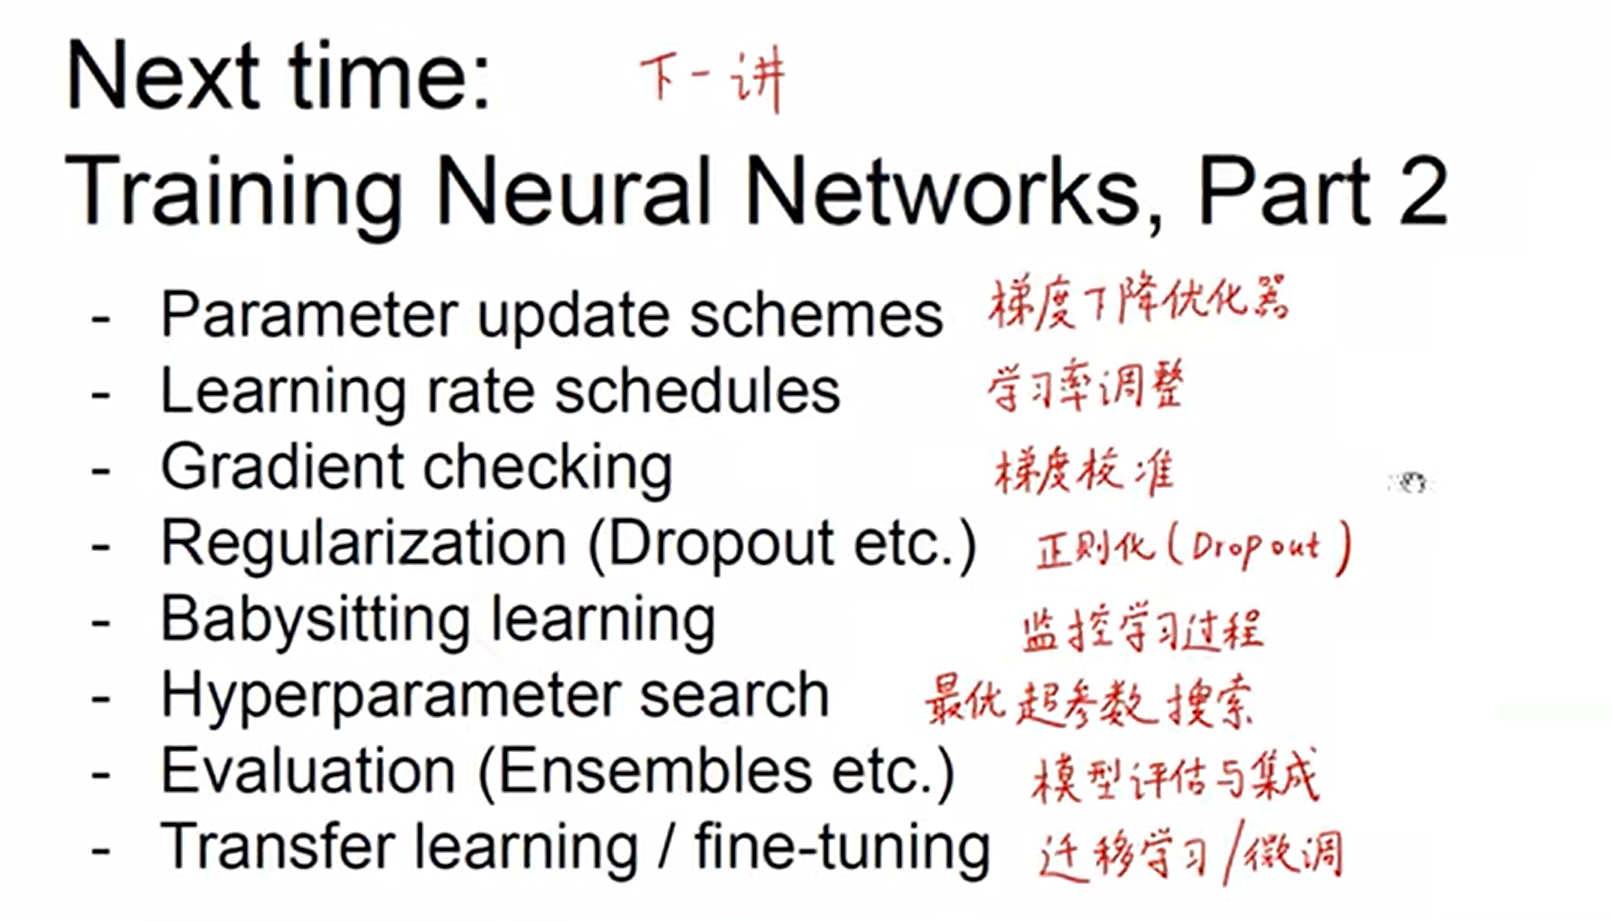 Next time: 下一讲
Training Neural Networks, Part 2
- Parameter update schemes 梯度下降优化器
- Learning rate schedules 学习率调整
- Gradient checking 梯度校准
- Regularization (Dropout etc.) 正则化(Dropout)
- Babysitting learning 监控学习过程
- Hyperparameter search 最优超参数搜索
- Evaluation (Ensembles etc.) 模型评估与集成
- Transfer learning / fine-tuning 迁移学习/微调